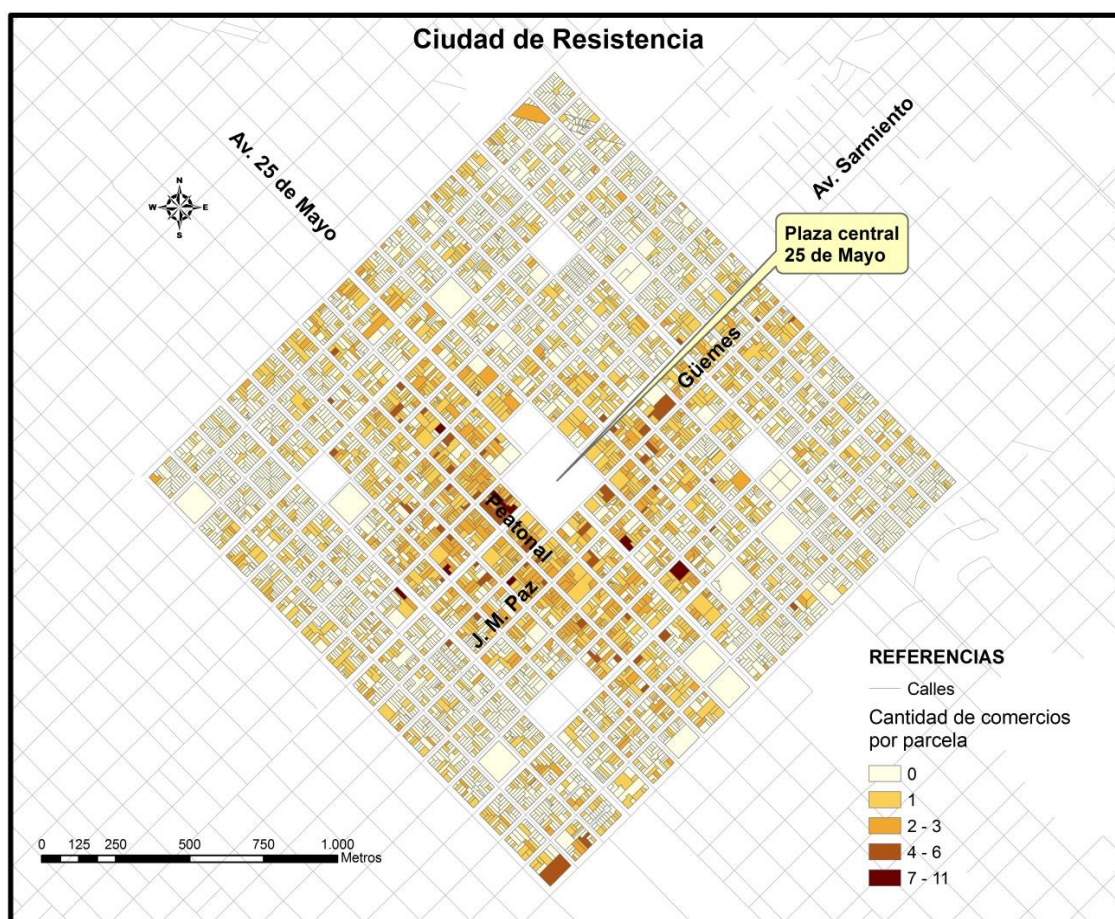 Ciudad de Resistencia
Av. 25 de Mayo
Av. Sarmiento
N
W
E
S
Plaza central
25 de Mayo
Güemes
Peatonal
J. M. Paz
REFERENCIAS
Calles
Cantidad de comercios
por parcela
0
1
2 - 3
4 - 6
7 - 11
0 125 250 500 750 1.000
Metros